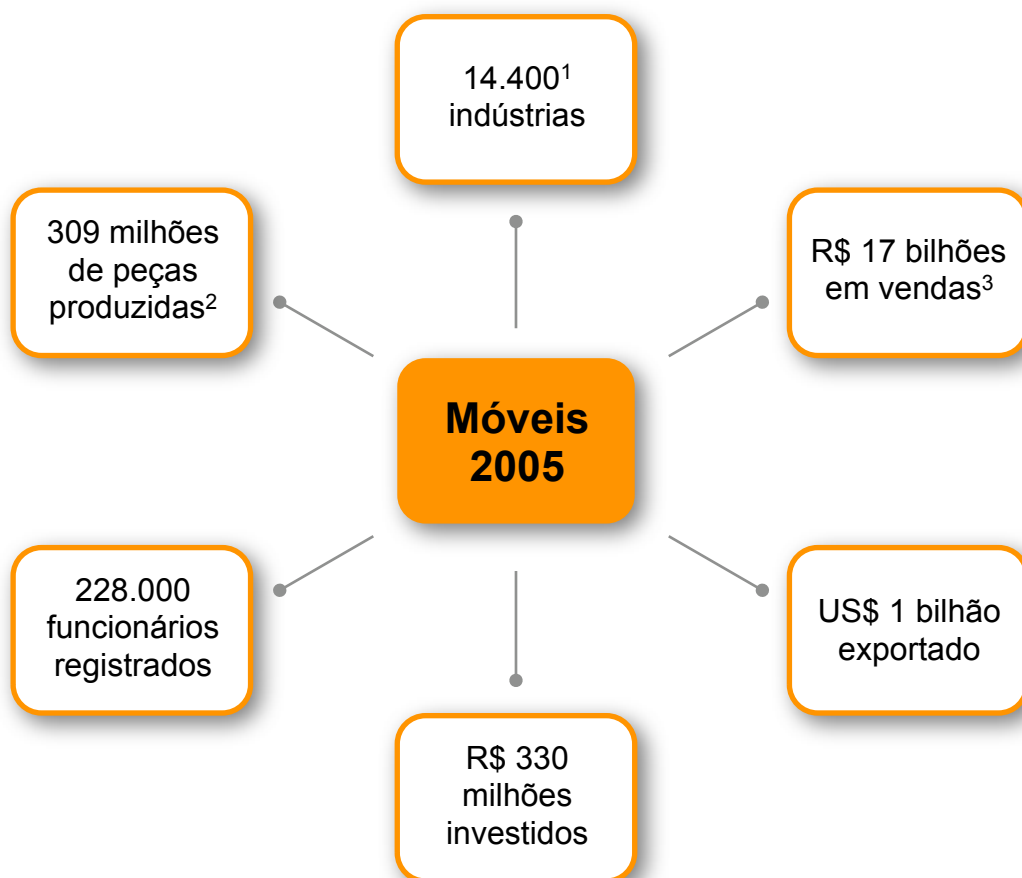 14.400¹
indústrias
309 milhões
de peças
produzidas²
R$ 17 bilhões
em vendas³
Móveis
2005
228.000
funcionários
registrados
US$ 1 bilhão
exportado
R$ 330
milhões
investidos